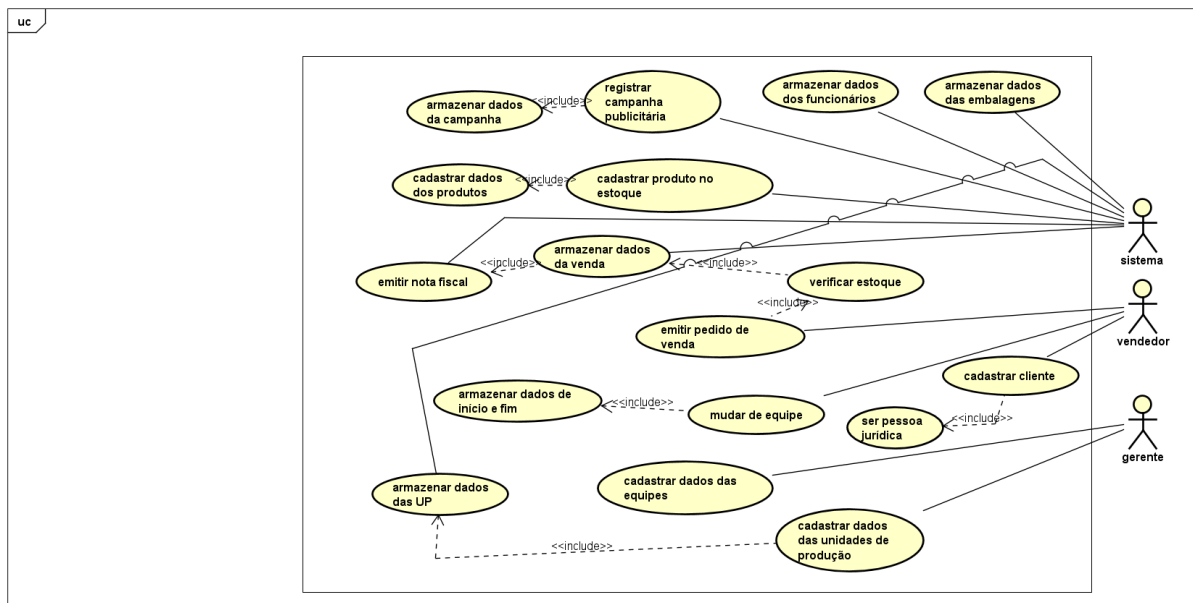 uc
registrar
campanha
publicitária
<<include>>
armazenar dados
da campanha
armazenar dados
dos funcionários
armazenar dados
das embalagens
cadastrar dados
dos produtos
<<include>>
cadastrar produto no
estoque
sistema
emitir nota fiscal
<<include>>
armazenar dados
da venda
<<include>>
verificar estoque
<<include>>
emitir pedido de
venda
vendedor
cadastrar cliente
armazenar dados de
início e fim
<<include>>
mudar de equipe
ser pessoa
jurídica
<<include>>
gerente
armazenar dados
das UP
cadastrar dados das
equipes
<<include>>
cadastrar dados
das unidades de
produção